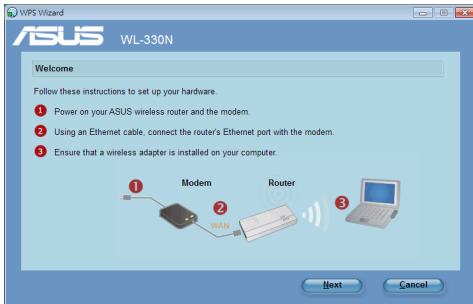 WPS Wizard
ASUS WL-330N
Welcome
Follow these instructions to set up your hardware.
1 Power on your ASUS wireless router and the modem.
2 Using an Ethernet cable, connect the router's Ethernet port with the modem.
3 Ensure that a wireless adapter is installed on your computer.
Modem Router
1 2 3
WAN
Next Cancel